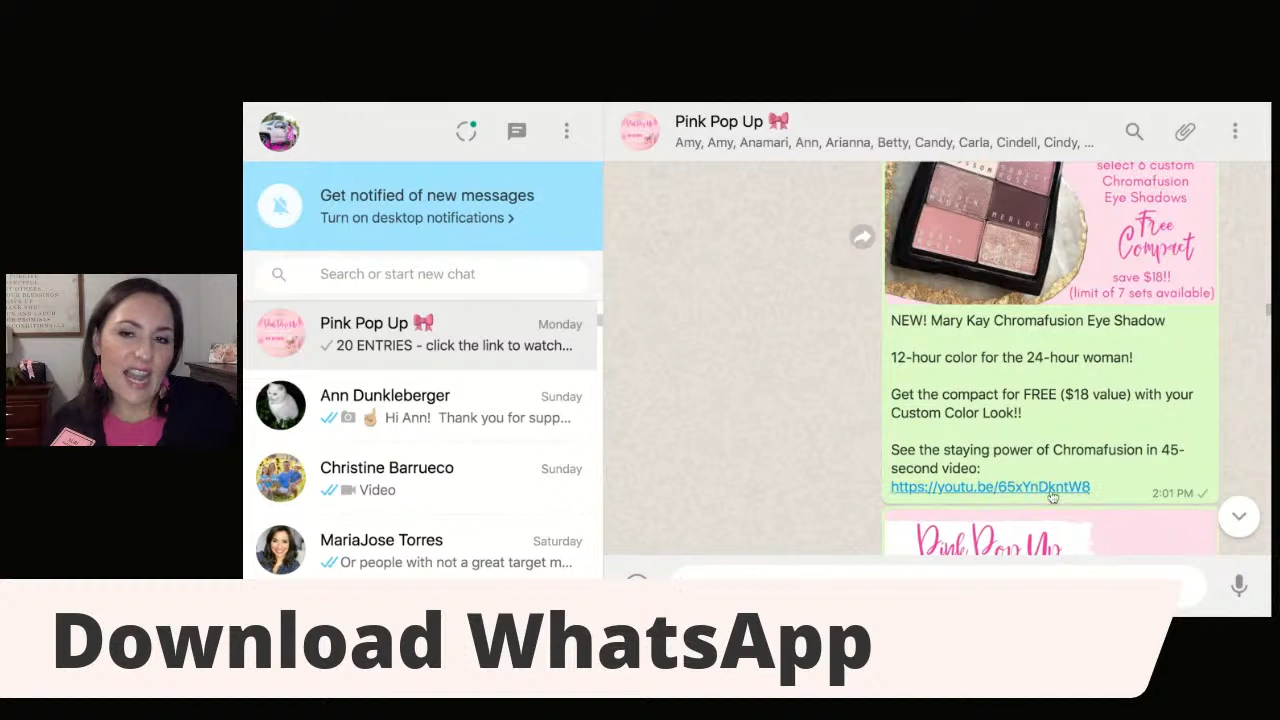 Pink Pop Up 🎀
Amy, Amy, Anamari, Ann, Arianna, Betty, Candy, Carla, Cindell, Cindy, ...
Get notified of new messages
Turn on desktop notifications >
Search or start new chat
Pink Pop Up 🎀
Monday
20 ENTRIES - click the link to watch...
Ann Dunkleberger
Sunday
☝🏼 Hi Ann! Thank you for supp...
Christine Barrueco
Sunday
Video
MariaJose Torres
Saturday
Or people with not a great target m...
select 6 custom
Chromafusion
Eye Shadows
Free
Compact
save $18!!
(limit of 7 sets available)
MERLOT
NEW! Mary Kay Chromafusion Eye Shadow
12-hour color for the 24-hour woman!
Get the compact for FREE ($18 value) with your
Custom Color Look!!
See the staying power of Chromafusion in 45-
second video:
https://youtu.be/65xYnDkntW8
2:01 PM
Pink Pop Up
Download WhatsApp